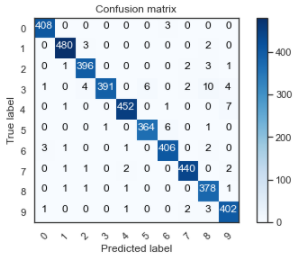 Confusion matrix
0 408 0 0 0 0 0 3 0 0 0
1 0 480 3 0 0 0 0 0 2 0
2 0 1 396 0 0 0 0 2 3 1
3 1 0 4 391 0 6 0 2 10 4
4 0 1 0 0 452 0 1 0 0 7
5 0 0 0 1 0 364 6 0 1 0
6 3 1 0 0 1 0 406 0 2 0
7 0 1 1 0 2 0 0 440 0 2
8 0 1 1 0 1 0 0 0 378 1
9 1 0 0 0 1 0 0 2 3 402
0 1 2 3 4 5 6 7 8 9
True label
Predicted label
400
300
200
100
0